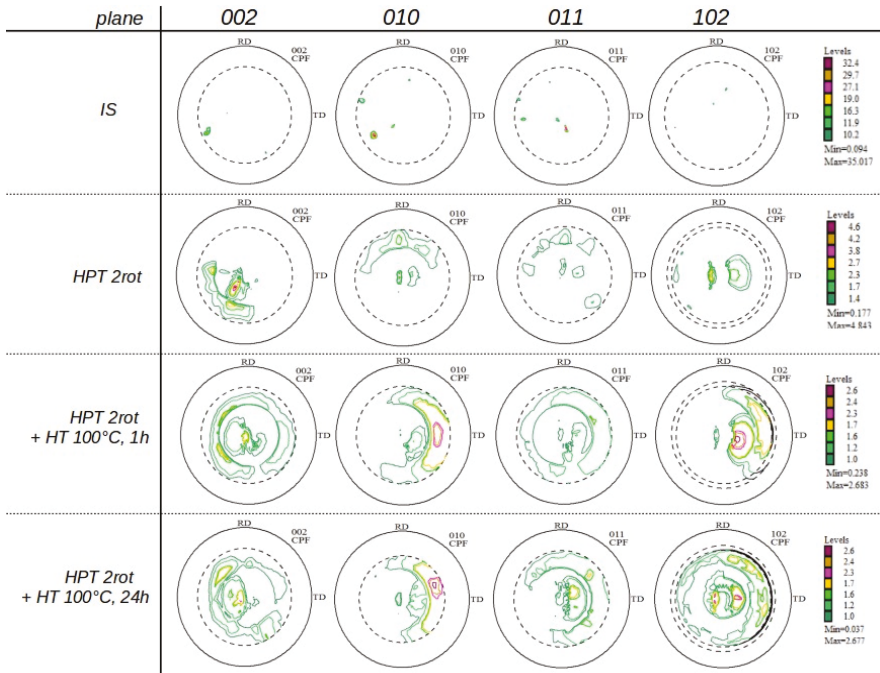 plane 002 010 011 102
IS
RD 002 CPF TD
RD 010 CPF TD
RD 011 CPF TD
RD 102 CPF TD
Levels
32.4
29.7
27.1
19.0
16.3
11.9
10.2
Min=0.094
Max=35.017
HPT 2rot
RD 002 CPF TD
RD 010 CPF TD
RD 011 CPF TD
RD 102 CPF TD
Levels
4.6
4.2
3.8
2.7
2.3
1.7
1.4
Min=0.177
Max=4.843
HPT 2rot
+ HT 100°C, 1h
RD 002 CPF TD
RD 010 CPF TD
RD 011 CPF TD
RD 102 CPF TD
Levels
2.6
2.4
2.3
1.7
1.6
1.2
1.0
Min=0.238
Max=2.683
HPT 2rot
+ HT 100°C, 24h
RD 002 CPF TD
RD 010 CPF TD
RD 011 CPF TD
RD 102 CPF TD
Levels
2.6
2.4
2.3
1.7
1.6
1.2
1.0
Min=0.037
Max=2.677